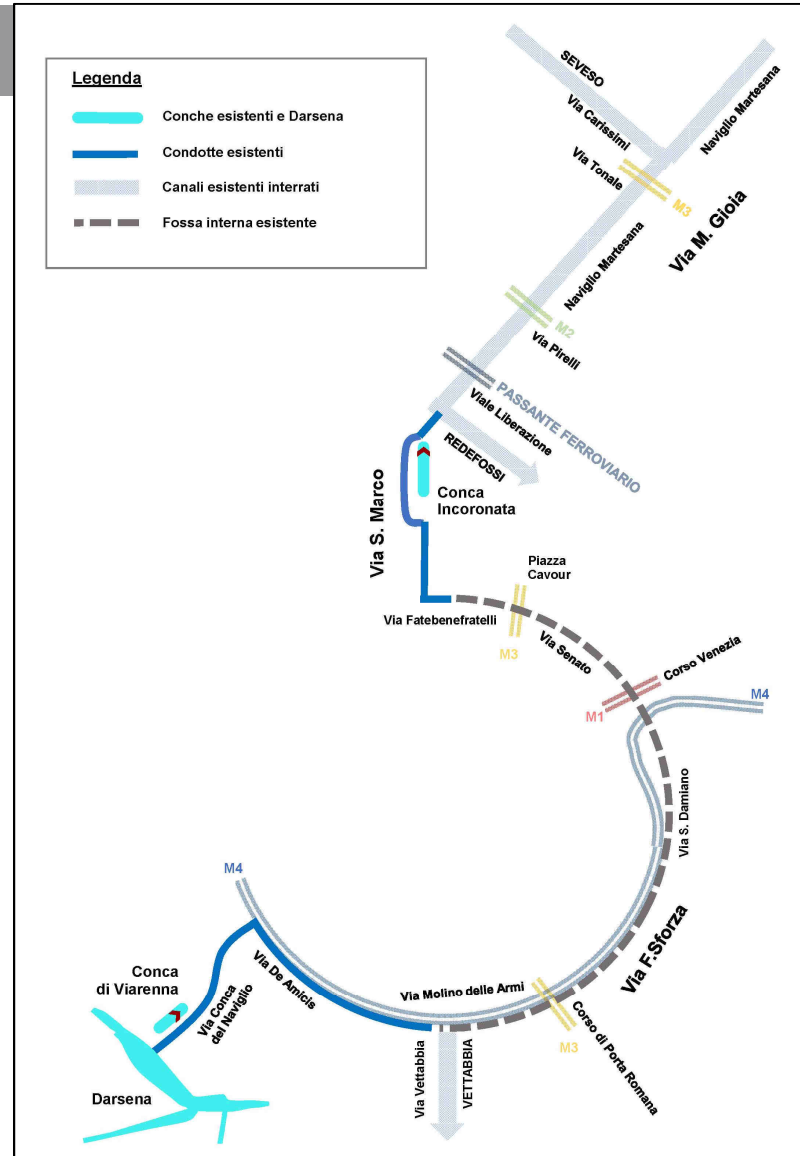 Legenda
Conche esistenti e Darsena
Condotte esistenti
Canali esistenti interrati
Fossa interna esistente
SEVESO
Via Carissimi
Naviglio Martesana
Via Tonale
M3
Via M. Gioia
Naviglio Martesana
M2
Via Pirelli
PASSANTE FERROVIARIO
Viale Liberazione
REDEFOSSI
Via S. Marco
Conca
Incoronata
Piazza
Cavour
Via Fatebenefratelli
M3
Via Senato
Corso Venezia
M1
M4
Via S. Damiano
M4
Via F.Sforza
Conca
di Viarenna
Via Conca
del Naviglio
Via De Amicis
Via Molino delle Armi
Corso di Porta Romana
M3
Via Vettabbia
VETTABBIA
Darsena